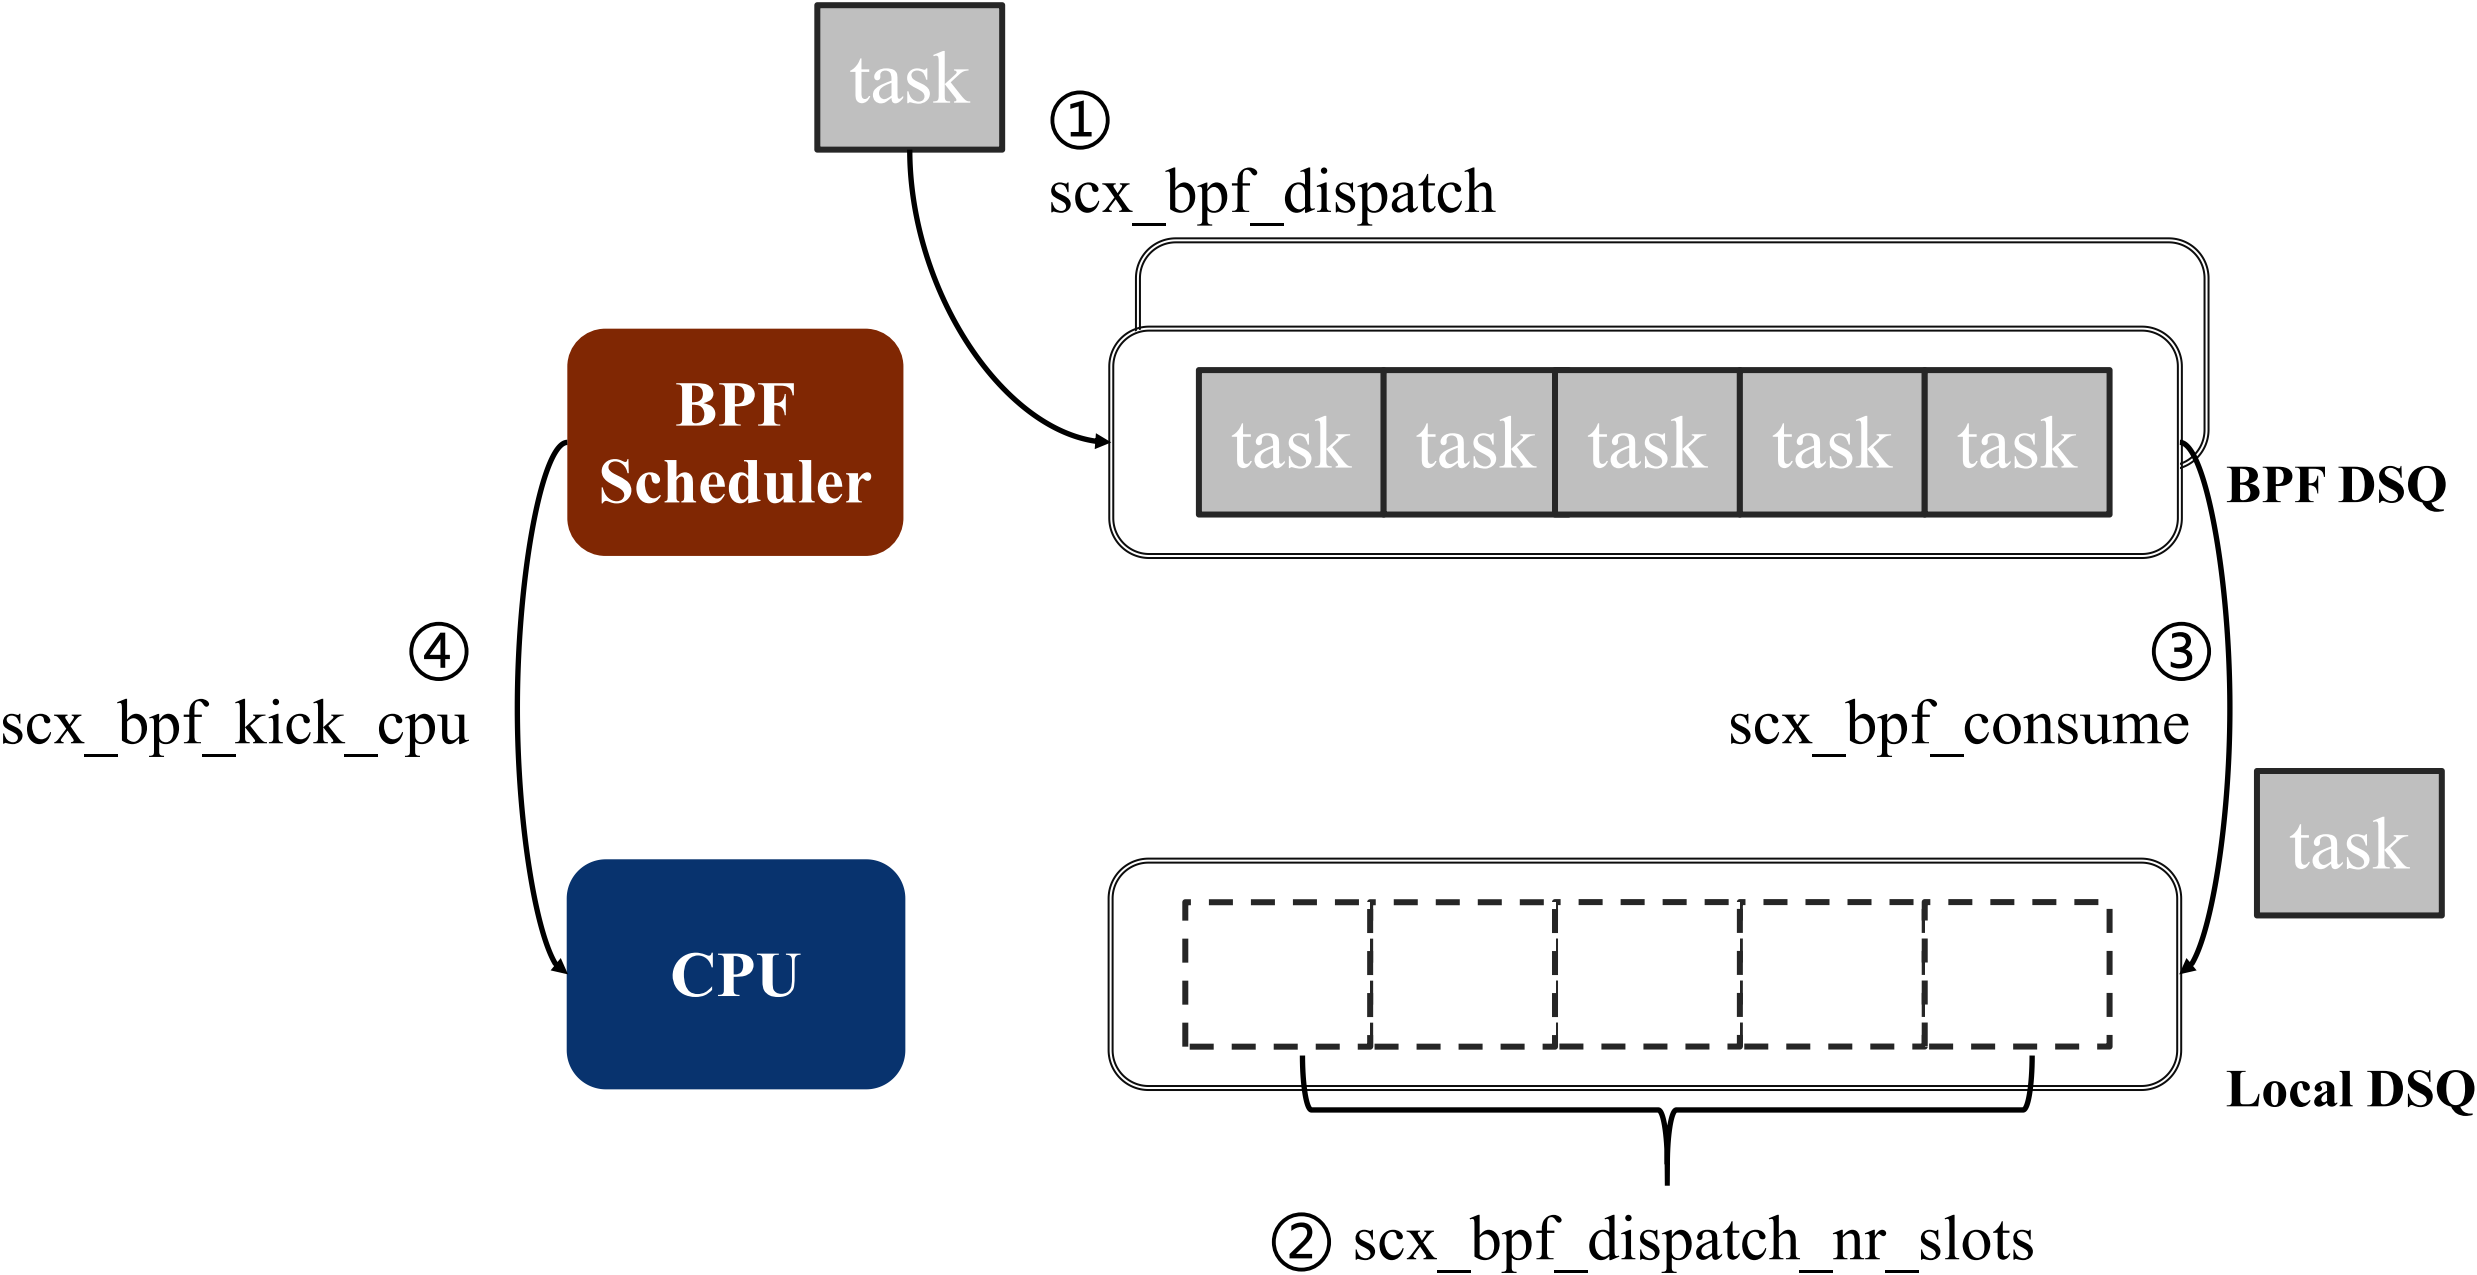 task
①
scx_bpf_dispatch
BPF
Scheduler
task task task task task
BPF DSQ
④
scx_bpf_kick_cpu
③
scx_bpf_consume
task
CPU
Local DSQ
② scx_bpf_dispatch_nr_slots